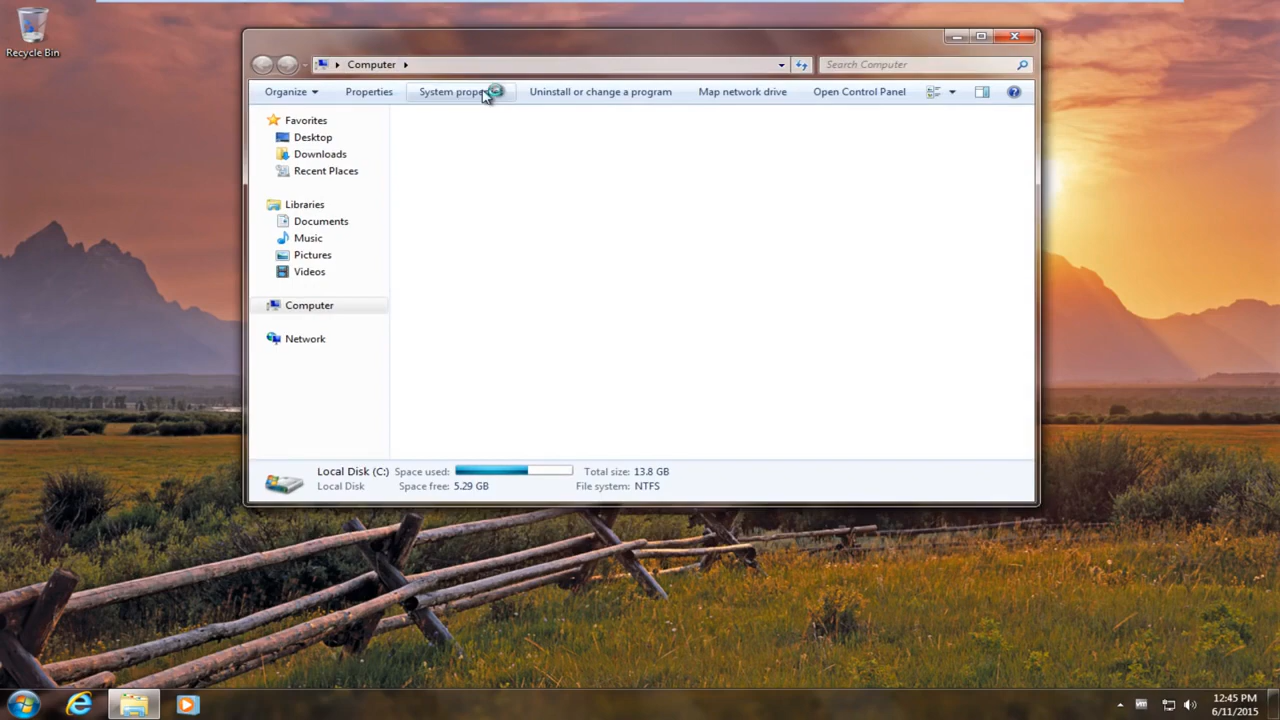 Recycle Bin
Computer
Search Computer
Organize Properties System prope Uninstall or change a program Map network drive Open Control Panel
Favorites
Desktop
Downloads
Recent Places
Libraries
Documents
Music
Pictures
Videos
Computer
Network
Local Disk (C:) Space used: Total size: 13.8 GB
Local Disk Space free: 5.29 GB File system: NTFS
12:45 PM
6/11/2015